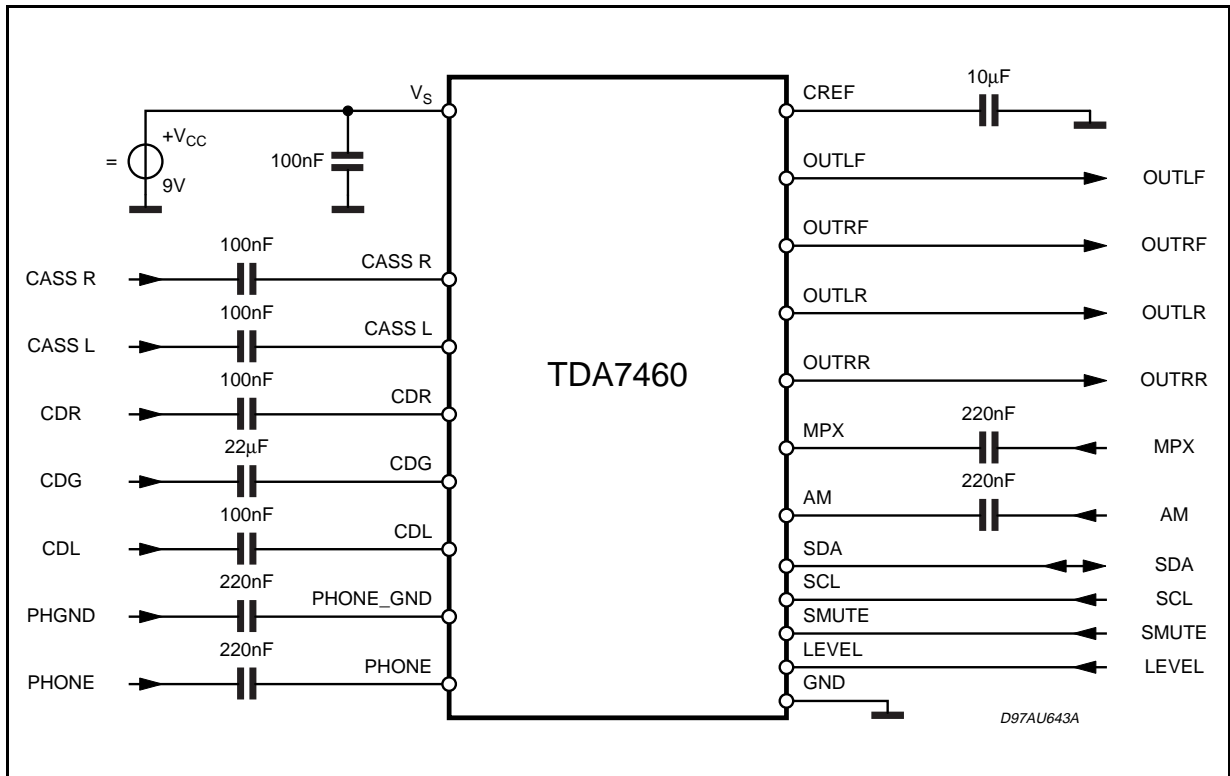 V_S
+V_CC
=
9V
100nF
CASS R
100nF
CASS R
CASS L
100nF
CASS L
CDR
100nF
CDR
CDG
22µF
CDG
CDL
100nF
CDL
PHGND
220nF
PHONE_GND
PHONE
220nF
PHONE
TDA7460
CREF
10µF
OUTLF
OUTLF
OUTRF
OUTRF
OUTLR
OUTLR
OUTRR
OUTRR
MPX
220nF
MPX
AM
220nF
AM
SDA
SDA
SCL
SCL
SMUTE
SMUTE
LEVEL
LEVEL
GND
D97AU643A